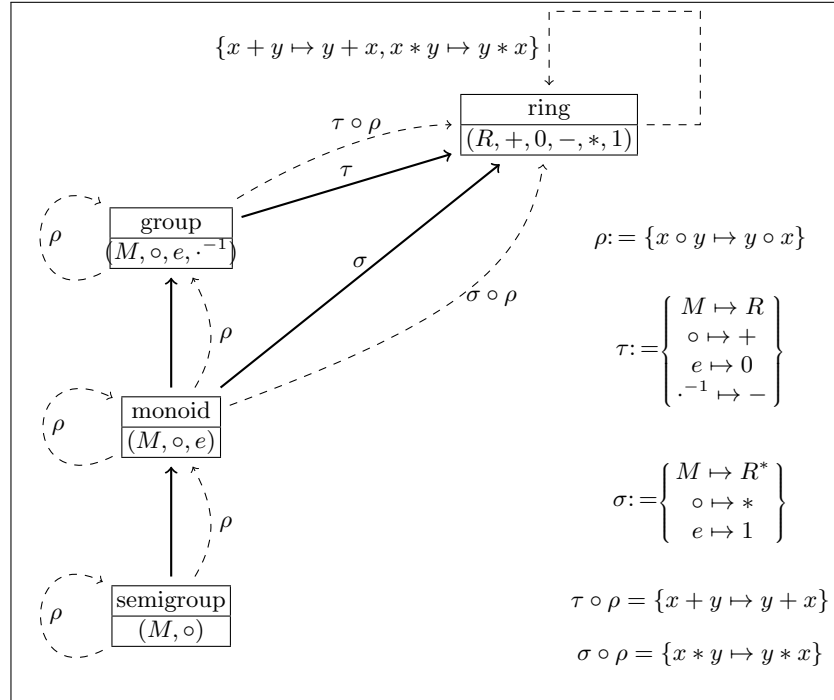 {x + y ↦ y + x, x ∗ y ↦ y ∗ x}
ring
(R, +, 0, −, ∗, 1)
τ ∘ ρ
τ
group
(M, ∘, e, ·⁻¹)
ρ
σ
σ ∘ ρ
ρ
monoid
(M, ∘, e)
ρ
ρ
semigroup
(M, ∘)
ρ
ρ: = {x ∘ y ↦ y ∘ x}
τ: = { M ↦ R
∘ ↦ +
e ↦ 0
·⁻¹ ↦ − }
σ: = { M ↦ R*
∘ ↦ ∗
e ↦ 1 }
τ ∘ ρ = {x + y ↦ y + x}
σ ∘ ρ = {x ∗ y ↦ y ∗ x}